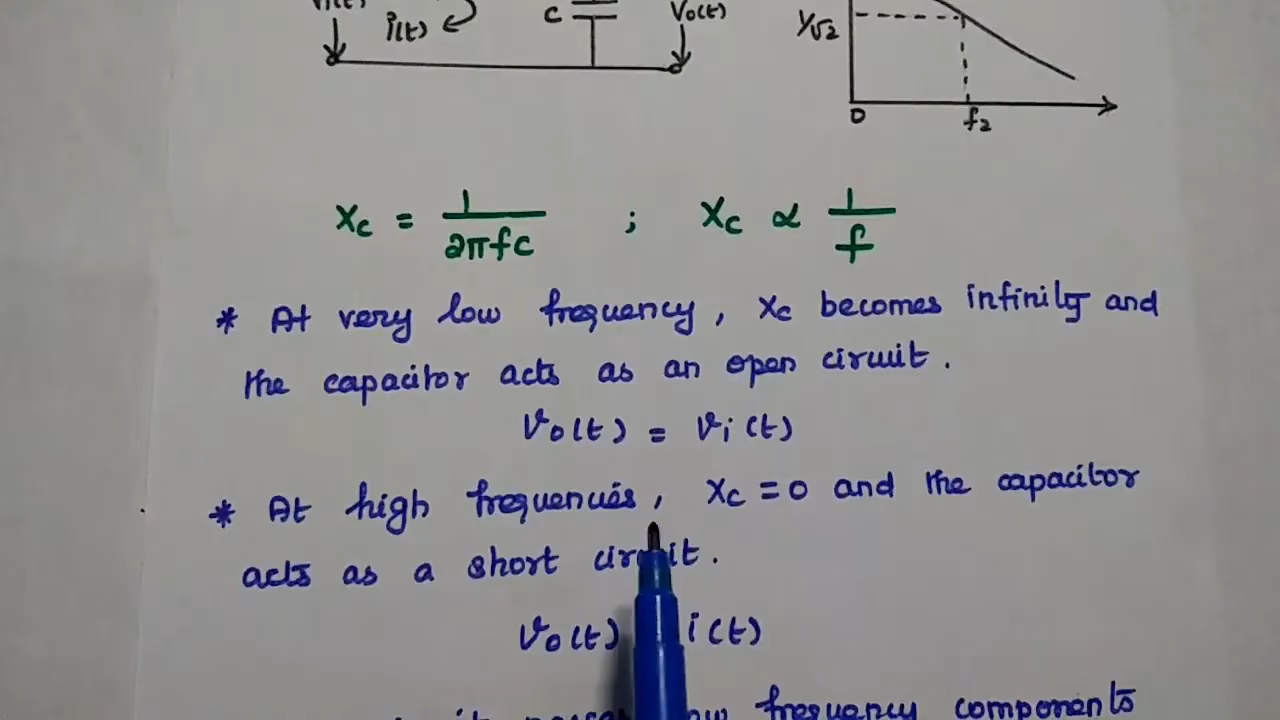 i(t)
C
Vo(t)
1/√2
0
f2
Xc = 1/2πfc ; Xc ∝ 1/f
* At very low frequency, Xc becomes infinity and
the capacitor acts as an open circuit.
Vo(t) = Vi(t)
* At high frequencies, Xc = 0 and the capacitor
acts as a short circuit.
Vo(t) i(t)
frequency components